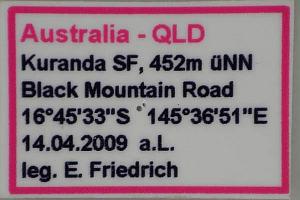 Australia - QLD
Kuranda SF, 452m üNN
Black Mountain Road
16°45'33"S 145°36'51"E
14.04.2009 a.L.
leg. E. Friedrich